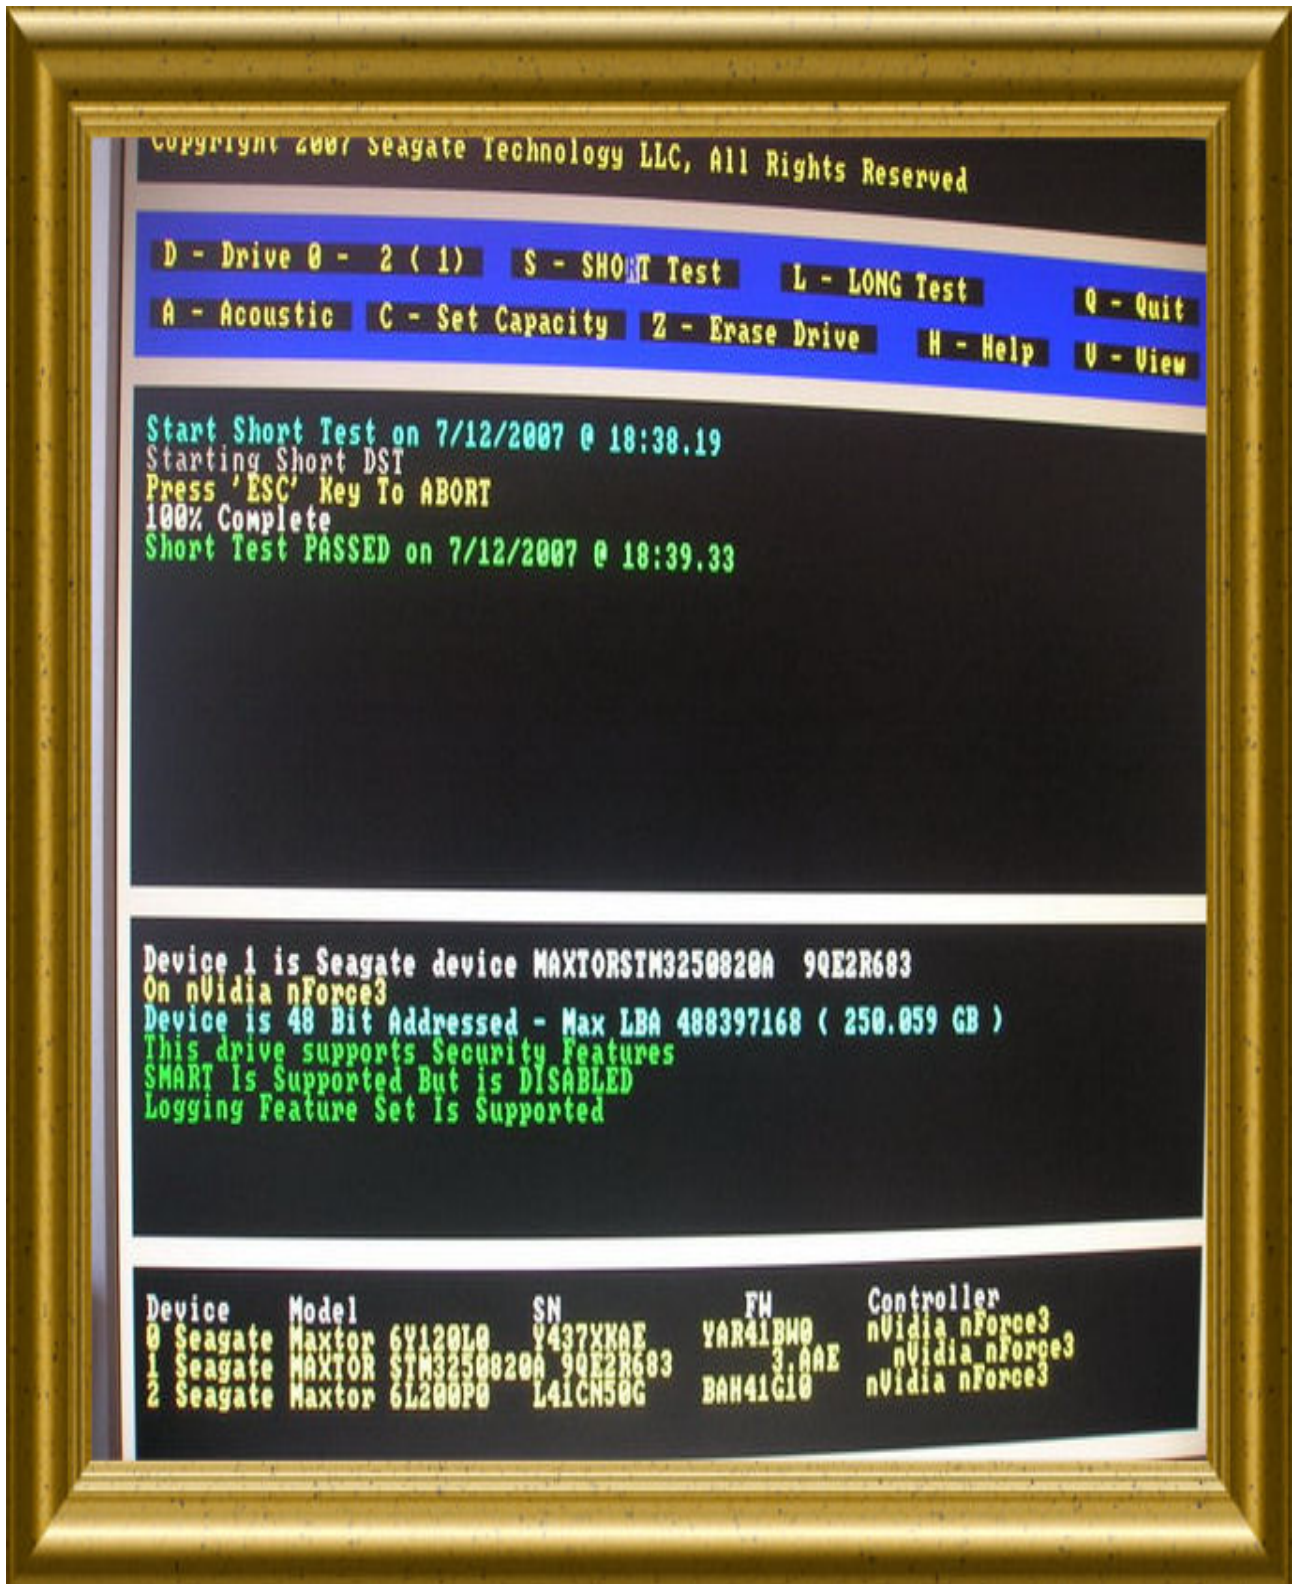 Copyright 2007 Seagate Technology LLC, All Rights Reserved
D - Drive 0 - 2 ( 1) S - SHORT Test L - LONG Test Q - Quit
A - Acoustic C - Set Capacity Z - Erase Drive H - Help V - View
Start Short Test on 7/12/2007 @ 18:38.19
Starting Short DST
Press 'ESC' Key To ABORT
100% Complete
Short Test PASSED on 7/12/2007 @ 18:39.33
Device 1 is Seagate device MAXTORSTM3250820A 9QE2R683
On nVidia nForce3
Device is 48 Bit Addressed - Max LBA 488397168 ( 250.059 GB )
This drive supports Security Features
SMART Is Supported But is DISABLED
Logging Feature Set Is Supported
Device Model SN FW Controller
0 Seagate Maxtor 6Y120L0 Y437XKAE YAR41BW0 nVidia nForce3
1 Seagate MAXTOR STM3250820A 9QE2R683 3.AAE nVidia nForce3
2 Seagate Maxtor 6L200P0 L41CN50G BAH41G10 nVidia nForce3